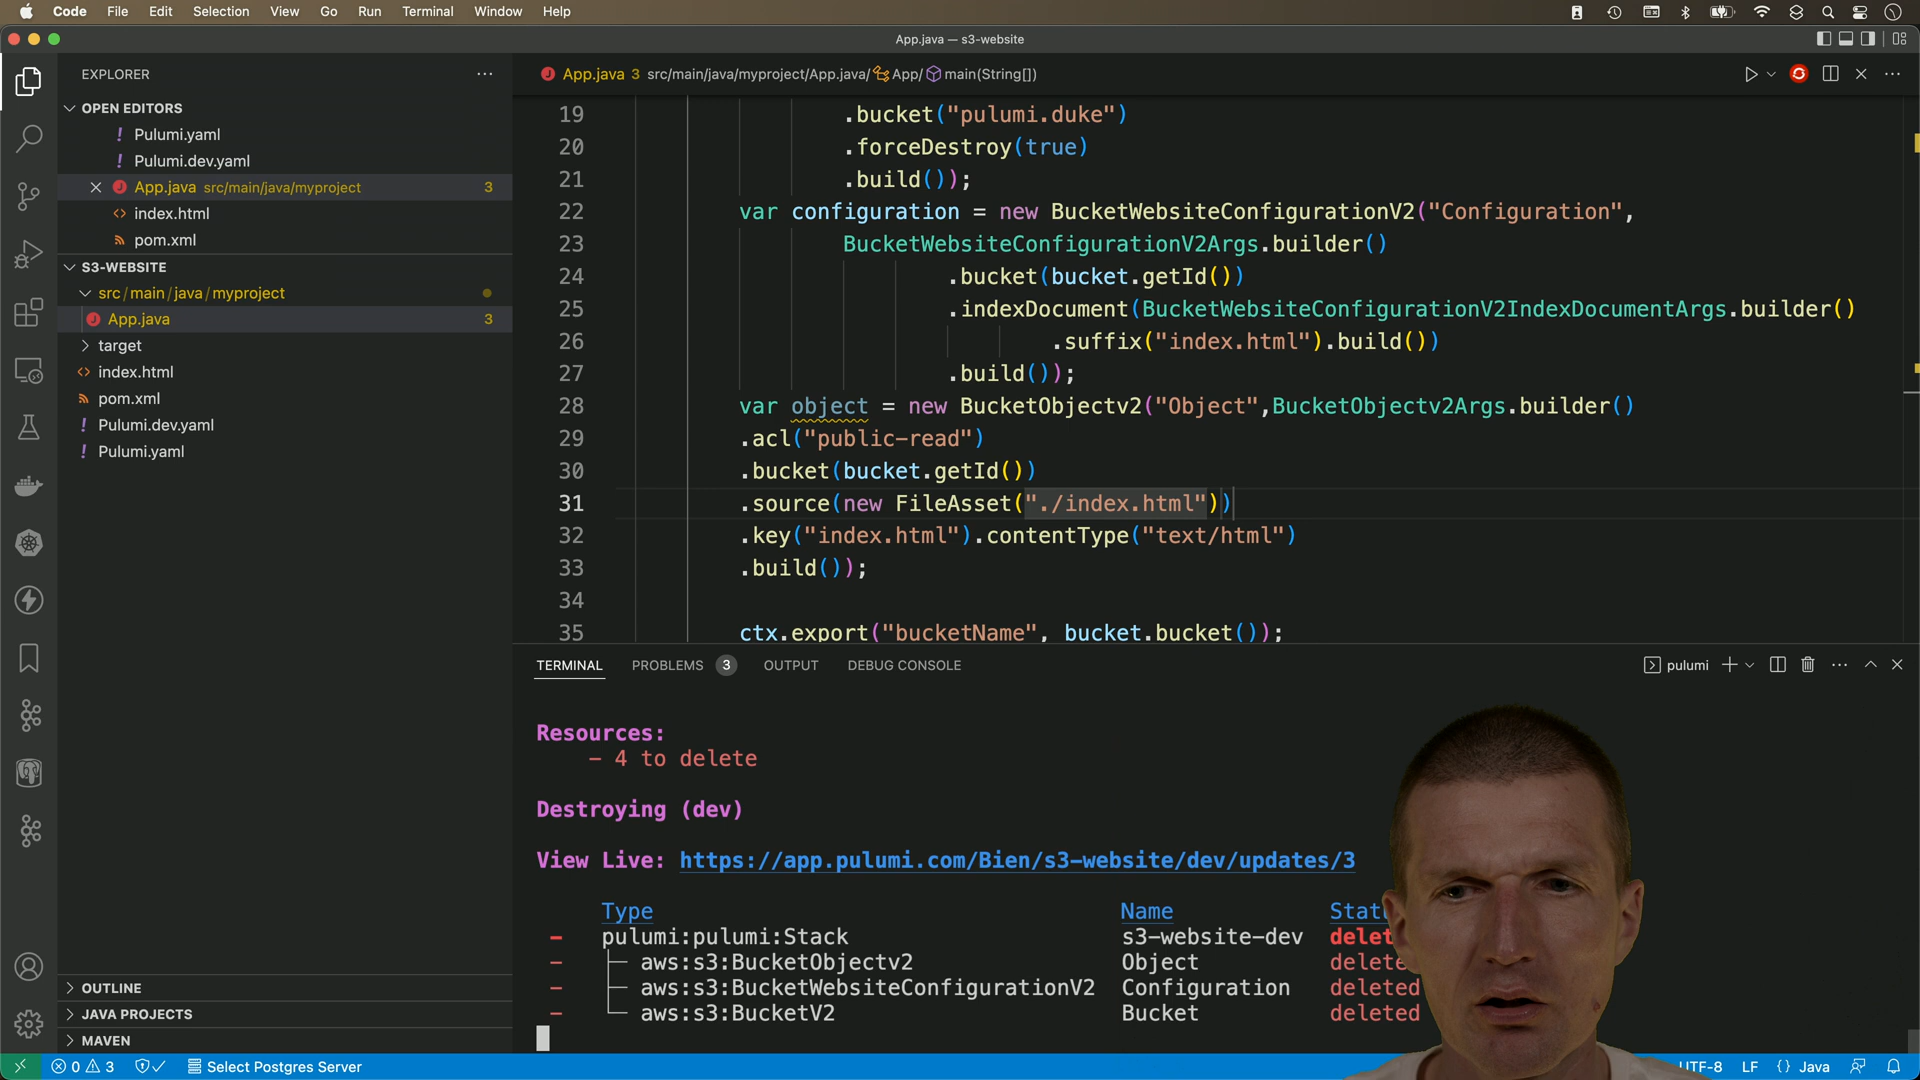 Code File Edit Selection View Go Run Terminal Window Help
App.java — s3-website
EXPLORER
OPEN EDITORS
! Pulumi.yaml
! Pulumi.dev.yaml
App.java src/main/java/myproject 3
<> index.html
pom.xml
S3-WEBSITE
src/main/java/myproject
App.java 3
target
<> index.html
pom.xml
! Pulumi.dev.yaml
! Pulumi.yaml
OUTLINE
JAVA PROJECTS
MAVEN
App.java 3 src/main/java/myproject/App.java/ App/ main(String[])
19 .bucket("pulumi.duke")
20 .forceDestroy(true)
21 .build());
22 var configuration = new BucketWebsiteConfigurationV2("Configuration",
23 BucketWebsiteConfigurationV2Args.builder()
24 .bucket(bucket.getId())
25 .indexDocument(BucketWebsiteConfigurationV2IndexDocumentArgs.builder()
26 .suffix("index.html").build())
27 .build());
28 var object = new BucketObjectv2("Object",BucketObjectv2Args.builder()
29 .acl("public-read")
30 .bucket(bucket.getId())
31 .source(new FileAsset("./index.html"))
32 .key("index.html").contentType("text/html")
33 .build());
34
35 ctx.export("bucketName", bucket.bucket());
TERMINAL PROBLEMS 3 OUTPUT DEBUG CONSOLE pulumi
Resources:
- 4 to delete
Destroying (dev)
View Live: https://app.pulumi.com/Bien/s3-website/dev/updates/3
Type Name
- pulumi:pulumi:Stack s3-website-dev
- ├─ aws:s3:BucketObjectv2 Object
- ├─ aws:s3:BucketWebsiteConfigurationV2 Configuration deleted
- └─ aws:s3:BucketV2 Bucket deleted
0 3 Select Postgres Server UTF-8 LF {} Java